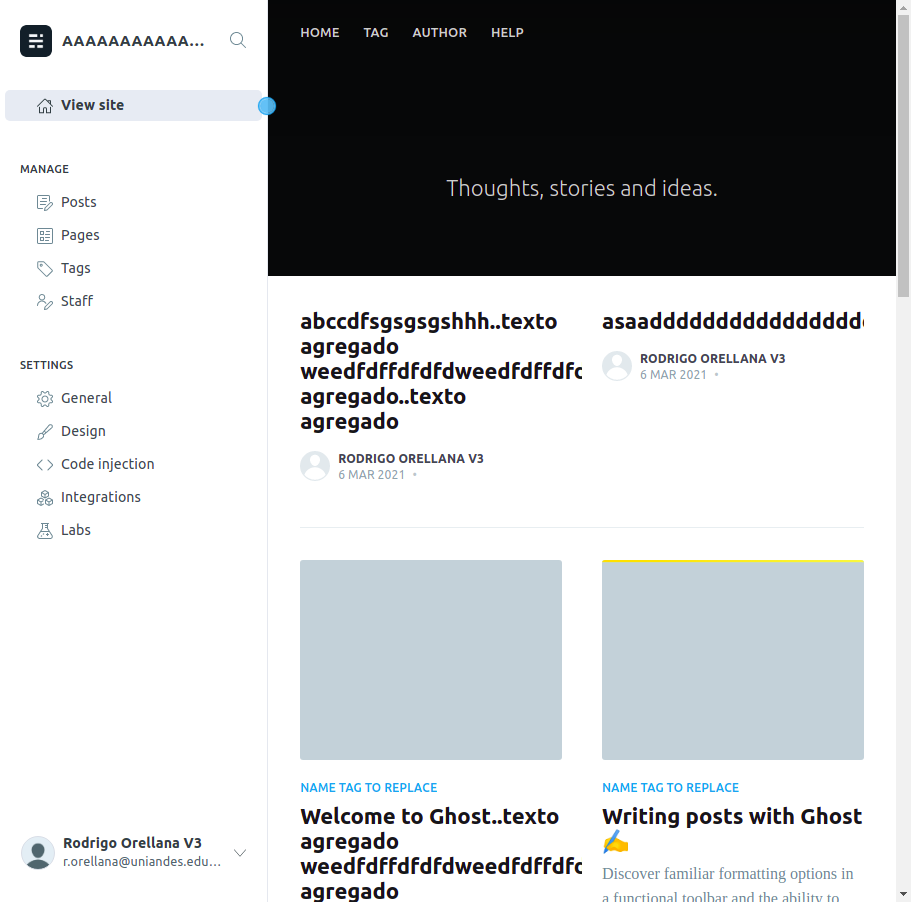 AAAAAAAAAAA...
View site
MANAGE
Posts
Pages
Tags
Staff
SETTINGS
General
Design
Code injection
Integrations
Labs
Rodrigo Orellana V3
r.orellana@uniandes.edu...
HOME TAG AUTHOR HELP
Thoughts, stories and ideas.
abccdfsgsgsgshhh..texto
agregado
weedfdffdfdfdweedfdffdfd
agregado..texto
agregado
RODRIGO ORELLANA V3
6 MAR 2021 •
asaaddddddddddddddddd
RODRIGO ORELLANA V3
6 MAR 2021 •
NAME TAG TO REPLACE
Welcome to Ghost..texto
agregado
weedfdffdfdfdweedfdffdfd
agregado
NAME TAG TO REPLACE
Writing posts with Ghost
✍️
Discover familiar formatting options in
a functional toolbar and the ability to